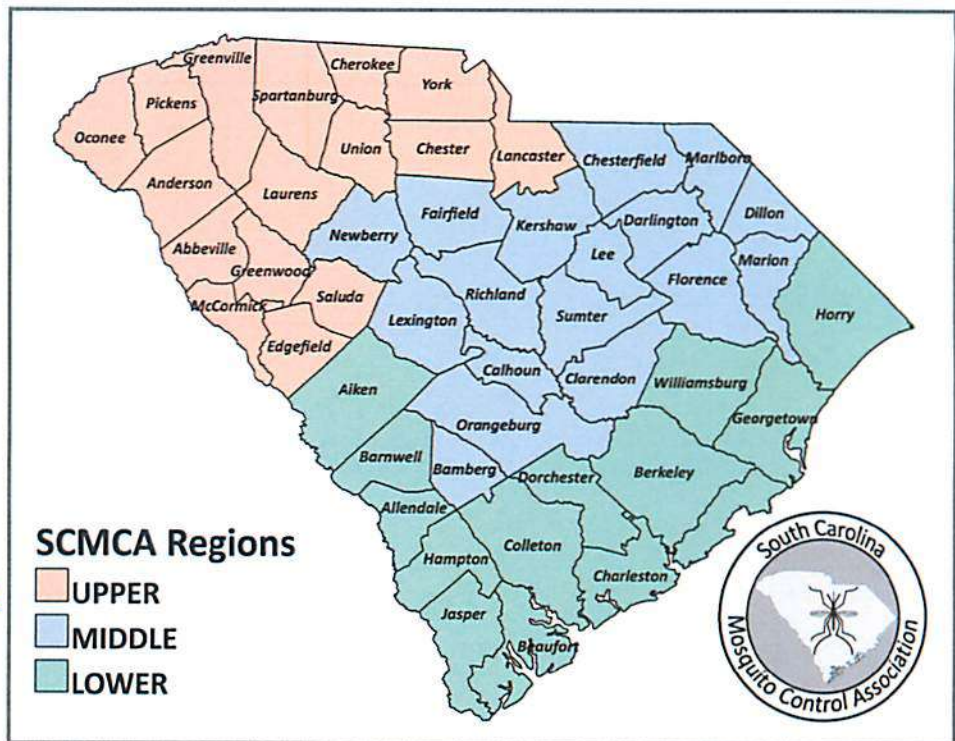 Greenville
Cherokee
York
Pickens
Spartanburg
Oconee
Union
Chester
Lancaster
Chesterfield
Marlboro
Anderson
Laurens
Fairfield
Kershaw
Darlington
Dillon
Newberry
Abbeville
Lee
Marion
Greenwood
Florence
Richland
Saluda
McCormick
Lexington
Sumter
Horry
Edgefield
Calhoun
Clarendon
Williamsburg
Aiken
Georgetown
Orangeburg
Barnwell
Bamberg
Dorchester
Berkeley
Allendale
Colleton
Hampton
Charleston
Jasper
Beaufort
SCMCA Regions
UPPER
MIDDLE
LOWER
South Carolina
Mosquito Control Association